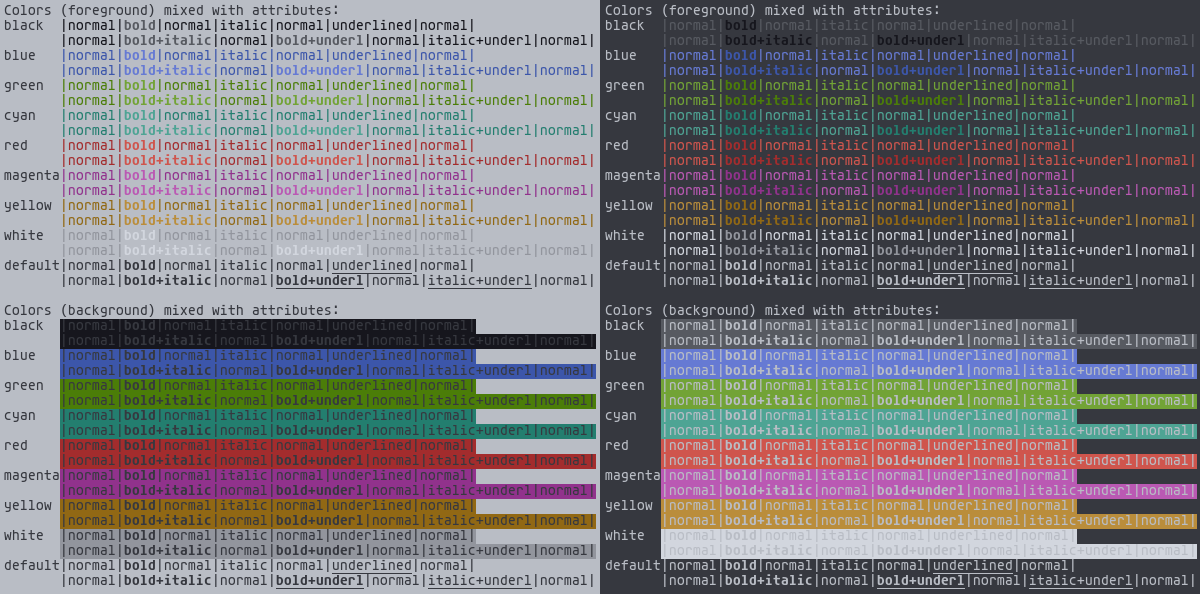 Colors (foreground) mixed with attributes:
black |normal|bold|normal|italic|normal|underlined|normal|
|normal|bold+italic|normal|bold+underl|normal|italic+underl|normal|
blue |normal|bold|normal|italic|normal|underlined|normal|
|normal|bold+italic|normal|bold+underl|normal|italic+underl|normal|
green |normal|bold|normal|italic|normal|underlined|normal|
|normal|bold+italic|normal|bold+underl|normal|italic+underl|normal|
cyan |normal|bold|normal|italic|normal|underlined|normal|
|normal|bold+italic|normal|bold+underl|normal|italic+underl|normal|
red |normal|bold|normal|italic|normal|underlined|normal|
|normal|bold+italic|normal|bold+underl|normal|italic+underl|normal|
magenta|normal|bold|normal|italic|normal|underlined|normal|
|normal|bold+italic|normal|bold+underl|normal|italic+underl|normal|
yellow |normal|bold|normal|italic|normal|underlined|normal|
|normal|bold+italic|normal|bold+underl|normal|italic+underl|normal|
white |normal|bold|normal|italic|normal|underlined|normal|
|normal|bold+italic|normal|bold+underl|normal|italic+underl|normal|
default|normal|bold|normal|italic|normal|underlined|normal|
|normal|bold+italic|normal|bold+underl|normal|italic+underl|normal|
Colors (background) mixed with attributes:
black |normal|bold|normal|italic|normal|underlined|normal|
|normal|bold+italic|normal|bold+underl|normal|italic+underl|normal|
blue |normal|bold|normal|italic|normal|underlined|normal|
|normal|bold+italic|normal|bold+underl|normal|italic+underl|normal|
green |normal|bold|normal|italic|normal|underlined|normal|
|normal|bold+italic|normal|bold+underl|normal|italic+underl|normal|
cyan |normal|bold|normal|italic|normal|underlined|normal|
|normal|bold+italic|normal|bold+underl|normal|italic+underl|normal|
red |normal|bold|normal|italic|normal|underlined|normal|
|normal|bold+italic|normal|bold+underl|normal|italic+underl|normal|
magenta|normal|bold|normal|italic|normal|underlined|normal|
|normal|bold+italic|normal|bold+underl|normal|italic+underl|normal|
yellow |normal|bold|normal|italic|normal|underlined|normal|
|normal|bold+italic|normal|bold+underl|normal|italic+underl|normal|
white |normal|bold|normal|italic|normal|underlined|normal|
|normal|bold+italic|normal|bold+underl|normal|italic+underl|normal|
default|normal|bold|normal|italic|normal|underlined|normal|
|normal|bold+italic|normal|bold+underl|normal|italic+underl|normal|
Colors (foreground) mixed with attributes:
black |normal|bold|normal|italic|normal|underlined|normal|
|normal|bold+italic|normal|bold+underl|normal|italic+underl|normal|
blue |normal|bold|normal|italic|normal|underlined|normal|
|normal|bold+italic|normal|bold+underl|normal|italic+underl|normal|
green |normal|bold|normal|italic|normal|underlined|normal|
|normal|bold+italic|normal|bold+underl|normal|italic+underl|normal|
cyan |normal|bold|normal|italic|normal|underlined|normal|
|normal|bold+italic|normal|bold+underl|normal|italic+underl|normal|
red |normal|bold|normal|italic|normal|underlined|normal|
|normal|bold+italic|normal|bold+underl|normal|italic+underl|normal|
magenta|normal|bold|normal|italic|normal|underlined|normal|
|normal|bold+italic|normal|bold+underl|normal|italic+underl|normal|
yellow |normal|bold|normal|italic|normal|underlined|normal|
|normal|bold+italic|normal|bold+underl|normal|italic+underl|normal|
white |normal|bold|normal|italic|normal|underlined|normal|
|normal|bold+italic|normal|bold+underl|normal|italic+underl|normal|
default|normal|bold|normal|italic|normal|underlined|normal|
|normal|bold+italic|normal|bold+underl|normal|italic+underl|normal|
Colors (background) mixed with attributes:
black |normal|bold|normal|italic|normal|underlined|normal|
|normal|bold+italic|normal|bold+underl|normal|italic+underl|normal|
blue |normal|bold|normal|italic|normal|underlined|normal|
|normal|bold+italic|normal|bold+underl|normal|italic+underl|normal|
green |normal|bold|normal|italic|normal|underlined|normal|
|normal|bold+italic|normal|bold+underl|normal|italic+underl|normal|
cyan |normal|bold|normal|italic|normal|underlined|normal|
|normal|bold+italic|normal|bold+underl|normal|italic+underl|normal|
red |normal|bold|normal|italic|normal|underlined|normal|
|normal|bold+italic|normal|bold+underl|normal|italic+underl|normal|
magenta|normal|bold|normal|italic|normal|underlined|normal|
|normal|bold+italic|normal|bold+underl|normal|italic+underl|normal|
yellow |normal|bold|normal|italic|normal|underlined|normal|
|normal|bold+italic|normal|bold+underl|normal|italic+underl|normal|
white |normal|bold|normal|italic|normal|underlined|normal|
|normal|bold+italic|normal|bold+underl|normal|italic+underl|normal|
default|normal|bold|normal|italic|normal|underlined|normal|
|normal|bold+italic|normal|bold+underl|normal|italic+underl|normal|